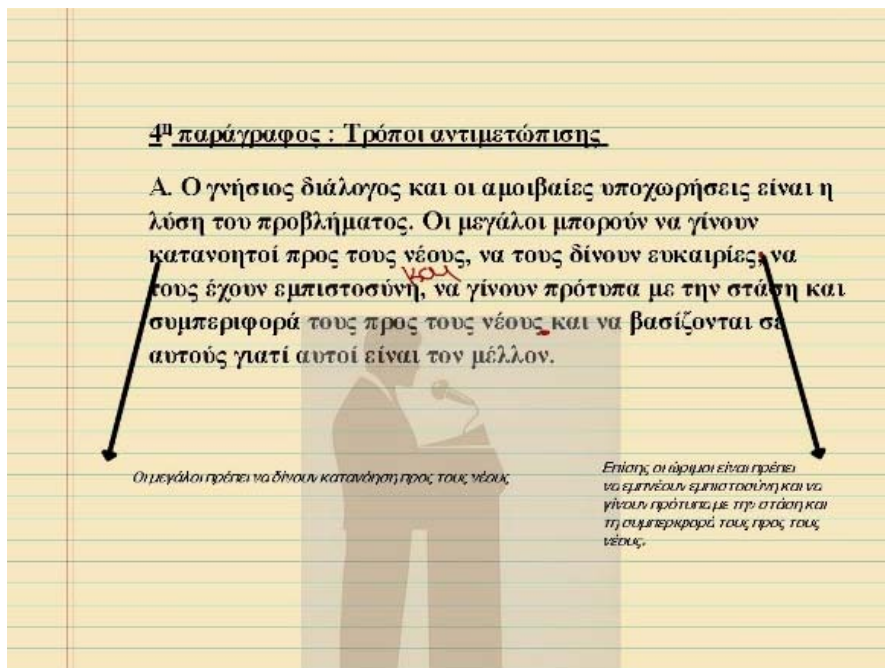 4η παράγραφος : Τρόποι αντιμετώπισης
Α. Ο γνήσιος διάλογος και οι αμοιβαίες υποχωρήσεις είναι η
λύση του προβλήματος. Οι μεγάλοι μπορούν να γίνουν
κατανοητοί προς τους νέους, να τους δίνουν ευκαιρίες, να
και
τους έχουν εμπιστοσύνη, να γίνουν πρότυπα με την στάση και
συμπεριφορά τους προς τους νέους και να βασίζονται σε
αυτούς γιατί αυτοί είναι τον μέλλον.
Οι μεγάλοι πρέπει να δίνουν κατανόηση προς τους νέους
Επίσης οι ώριμοι είναι πρέπει
να εμπνέουν εμπιστοσύνη και να
γίνουν πρότυπα με την στάση και
τη συμπερκφορά τους προς τους
νέους.